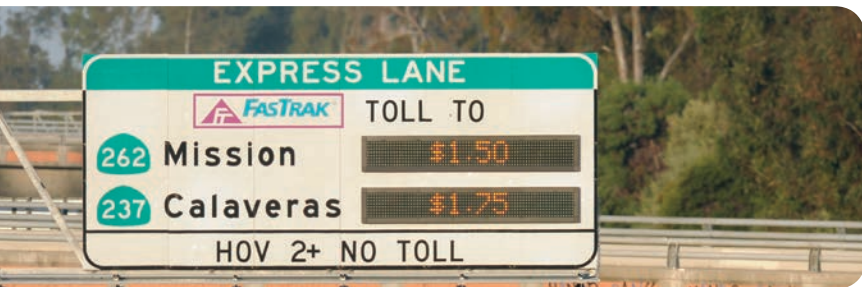 EXPRESS LANE
FASTRAK TOLL TO
262 Mission $1.50
237 Calaveras $1.75
HOV 2+ NO TOLL